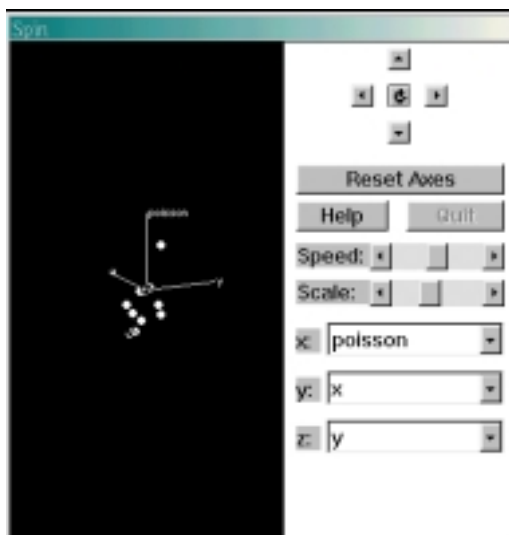 Spin
poisson
x
y
Reset Axes
Help Quit
Speed:
Scale:
x: poisson
y: x
z: y